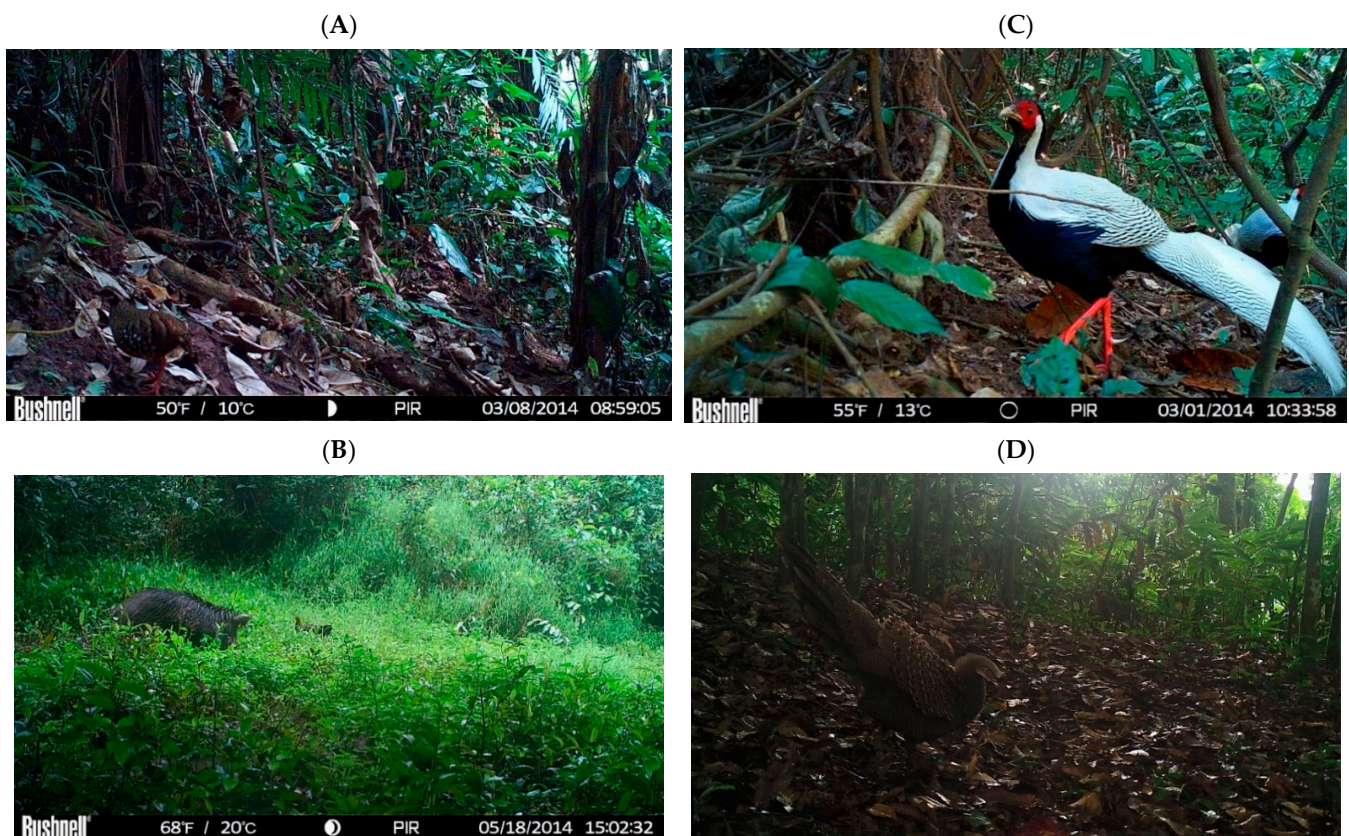 (A)
(C)
Bushnell® 50°F / 10°C PIR 03/08/2014 08:59:05
Bushnell® 55°F / 13°C PIR 03/01/2014 10:33:58
(B)
(D)
Bushnell 68°F / 20°C PIR 05/18/2014 15:02:32